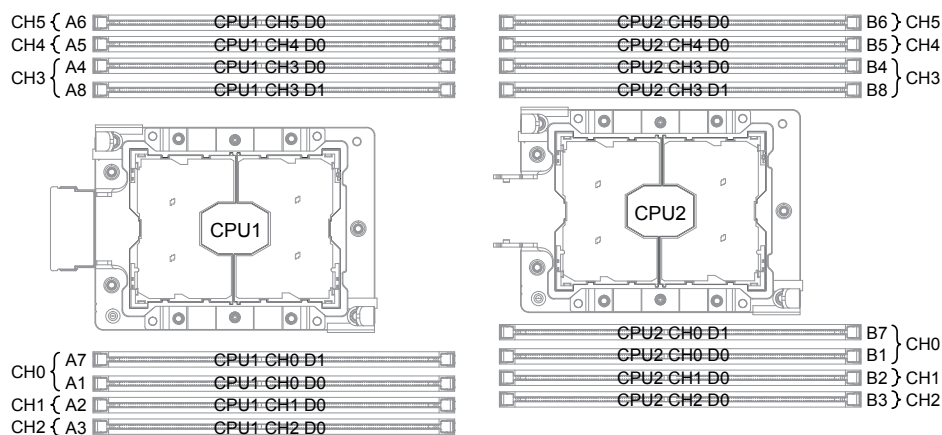 CH5 { A6 CPU1 CH5 D0
CH4 { A5 CPU1 CH4 D0
CH3 { A4 CPU1 CH3 D0
A8 CPU1 CH3 D1
CPU2 CH5 D0 B6 } CH5
CPU2 CH4 D0 B5 } CH4
CPU2 CH3 D0 B4 } CH3
CPU2 CH3 D1 B8
CPU1
CPU2
CH0 { A7 CPU1 CH0 D1
A1 CPU1 CH0 D0
CH1 { A2 CPU1 CH1 D0
CH2 { A3 CPU1 CH2 D0
CPU2 CH0 D1 B7 } CH0
CPU2 CH0 D0 B1
CPU2 CH1 D0 B2 } CH1
CPU2 CH2 D0 B3 } CH2